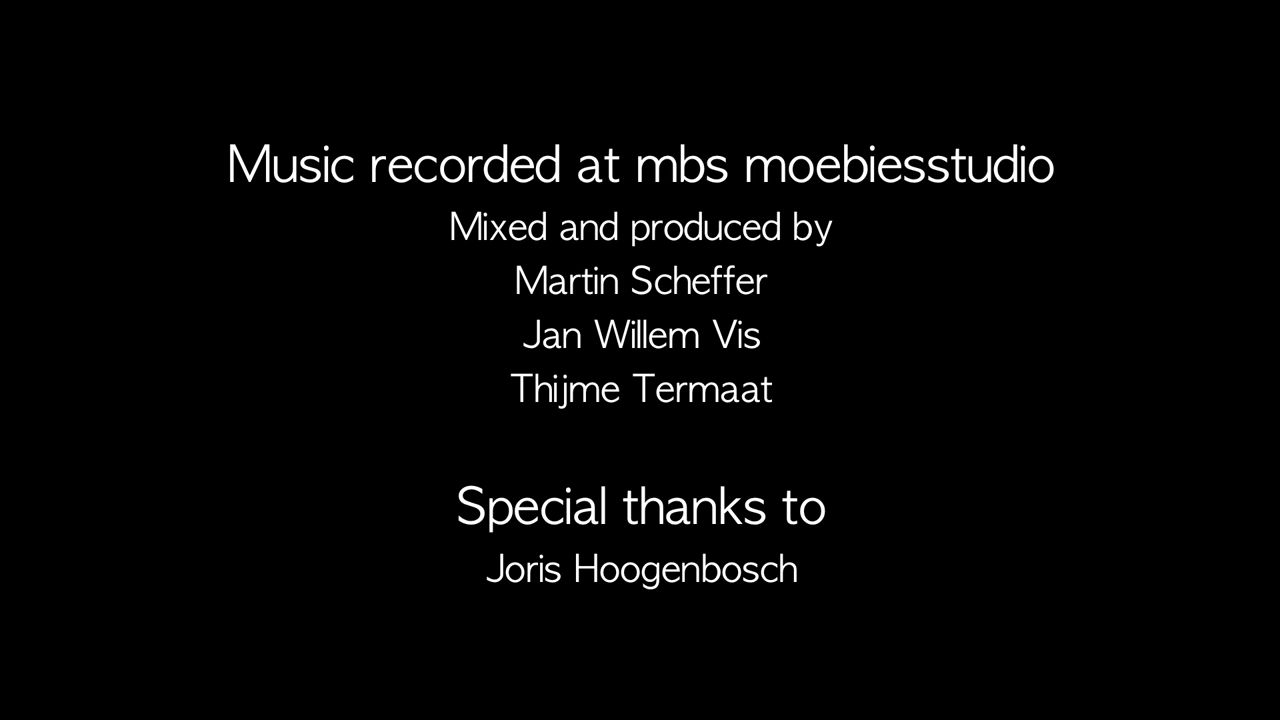 Music recorded at mbs moebiesstudio
Mixed and produced by
Martin Scheffer
Jan Willem Vis
Thijme Termaat
Special thanks to
Joris Hoogenbosch